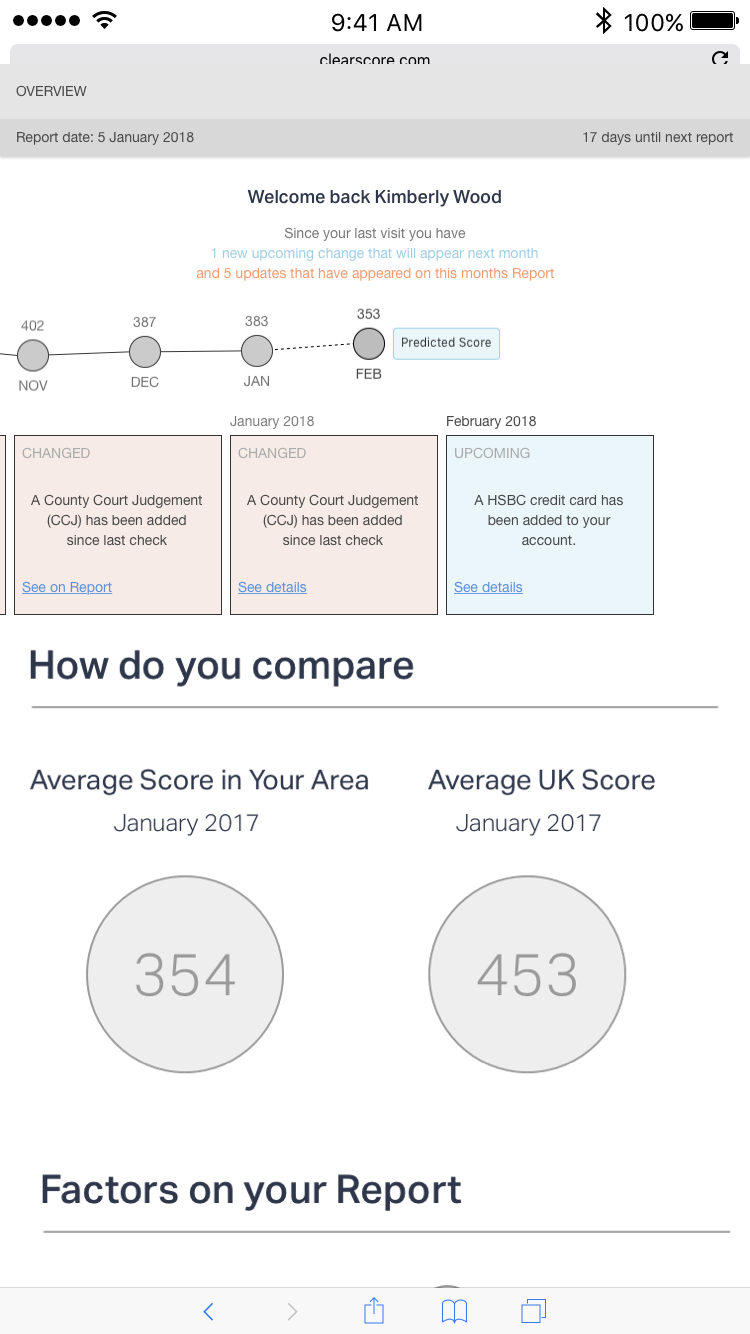 9:41 AM
100%
clearscore.com
OVERVIEW
Report date: 5 January 2018
17 days until next report
Welcome back Kimberly Wood
Since your last visit you have
1 new upcoming change that will appear next month
and 5 updates that have appeared on this months Report
402
387
383
353
Predicted Score
NOV
DEC
JAN
FEB
January 2018
February 2018
CHANGED
A County Court Judgement
(CCJ) has been added
since last check
See on Report
CHANGED
A County Court Judgement
(CCJ) has been added
since last check
See details
UPCOMING
A HSBC credit card has
been added to your
account.
See details
How do you compare
Average Score in Your Area
January 2017
354
Average UK Score
January 2017
453
Factors on your Report